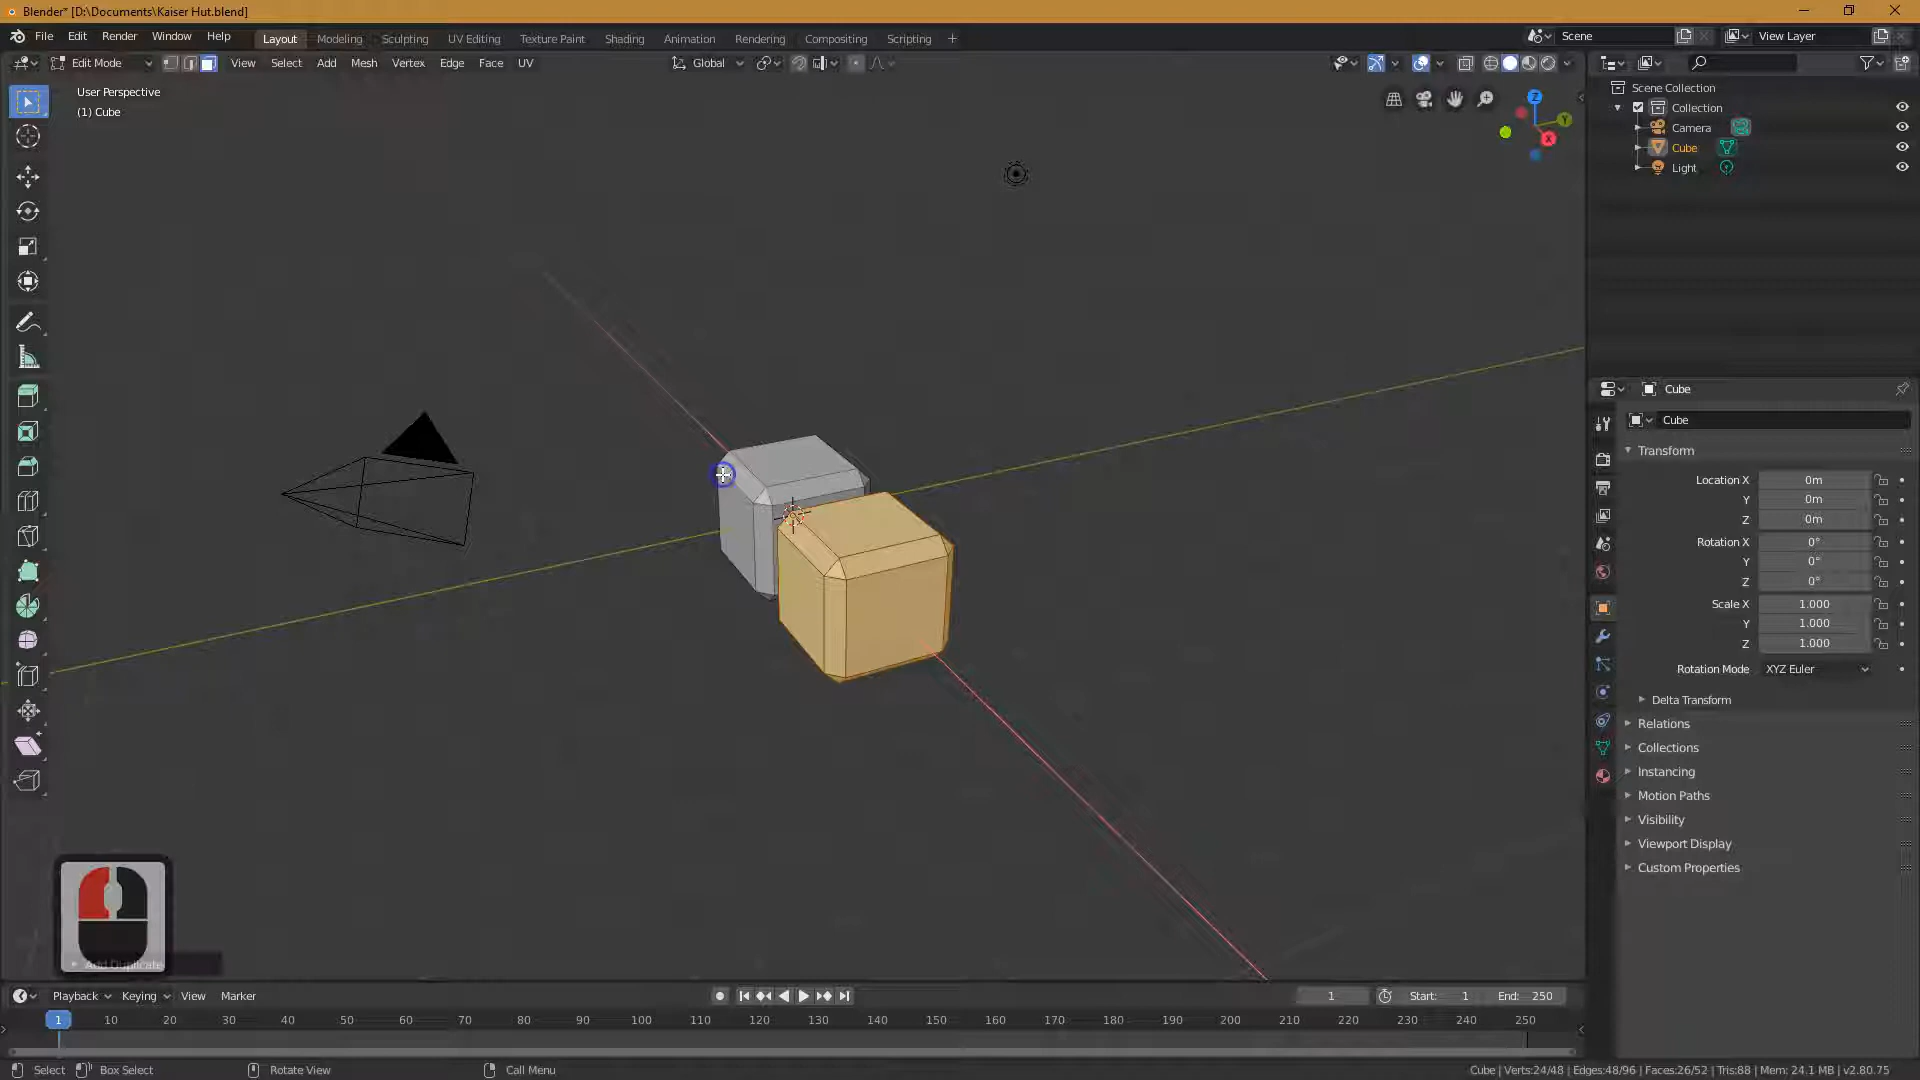 Blender* [D:\Documents\Kaiser Hut.blend]
File Edit Render Window Help Layout Modeling Sculpting UV Editing Texture Paint Shading Animation Rendering Compositing Scripting + Scene View Layer
Edit Mode View Select Add Mesh Vertex Edge Face UV Global
User Perspective
(1) Cube
Z
Y
X
Scene Collection
Collection
Camera
Cube
Light
Cube
Cube
Transform
Location X 0m
Y 0m
Z 0m
Rotation X 0°
Y 0°
Z 0°
Scale X 1.000
Y 1.000
Z 1.000
Rotation Mode XYZ Euler
Delta Transform
Relations
Collections
Instancing
Motion Paths
Visibility
Viewport Display
Custom Properties
Add Duplicate
Playback Keying View Marker 1 Start: 1 End: 250
1 10 20 30 40 50 60 70 80 90 100 110 120 130 140 150 160 170 180 190 200 210 220 230 240 250
Select Box Select Rotate View Call Menu Cube | Verts:24/48 | Edges:48/96 | Faces:26/52 | Tris:88 | Mem: 24.1 MB | v2.80.75